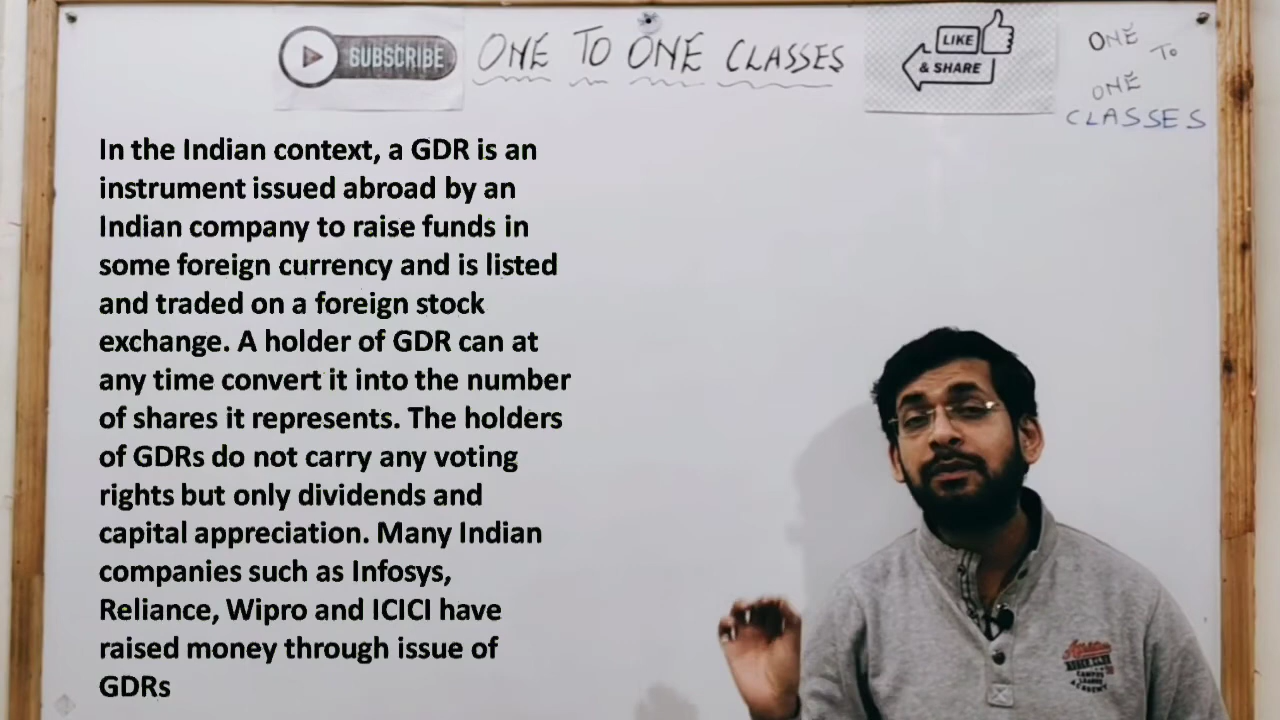 SUBSCRIBE
ONE TO ONE CLASSES
LIKE
& SHARE
ONE
To
ONE
CLASSES
In the Indian context, a GDR is an
instrument issued abroad by an
Indian company to raise funds in
some foreign currency and is listed
and traded on a foreign stock
exchange. A holder of GDR can at
any time convert it into the number
of shares it represents. The holders
of GDRs do not carry any voting
rights but only dividends and
capital appreciation. Many Indian
companies such as Infosys,
Reliance, Wipro and ICICI have
raised money through issue of
GDRs